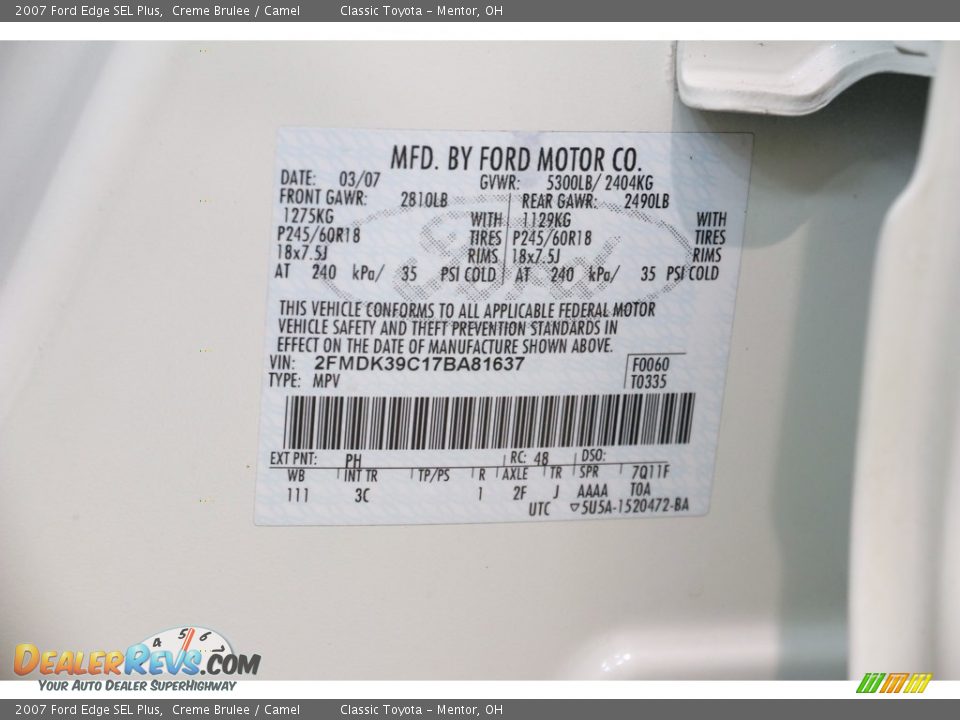 2007 Ford Edge SEL Plus, Creme Brulee / Camel Classic Toyota – Mentor, OH
MFD. BY FORD MOTOR CO.
DATE: 03/07 GVWR: 5300LB/ 2404KG
FRONT GAWR: 2810LB REAR GAWR: 2490LB
1275KG WITH 1129KG WITH
P245/60R18 TIRES P245/60R18 TIRES
18x7.5J RIMS 18x7.5J RIMS
AT 240 kPa/ 35 PSI COLD AT 240 kPa/ 35 PSI COLD
THIS VEHICLE CONFORMS TO ALL APPLICABLE FEDERAL MOTOR
VEHICLE SAFETY AND THEFT PREVENTION STANDARDS IN
EFFECT ON THE DATE OF MANUFACTURE SHOWN ABOVE.
VIN: 2FMDK39C17BA81637 F0060
TYPE: MPV T0335
EXT PNT: PH RC: 48 DSO:
WB INT TR TP/PS R AXLE TR SPR 7Q11F
111 3C 1 2F J AAAA T0A
UTC ▽5U5A-1520472-BA
Ford
4 5 6
DEALERREVS.COM
YOUR AUTO DEALER SUPERHIGHWAY
2007 Ford Edge SEL Plus, Creme Brulee / Camel Classic Toyota – Mentor, OH